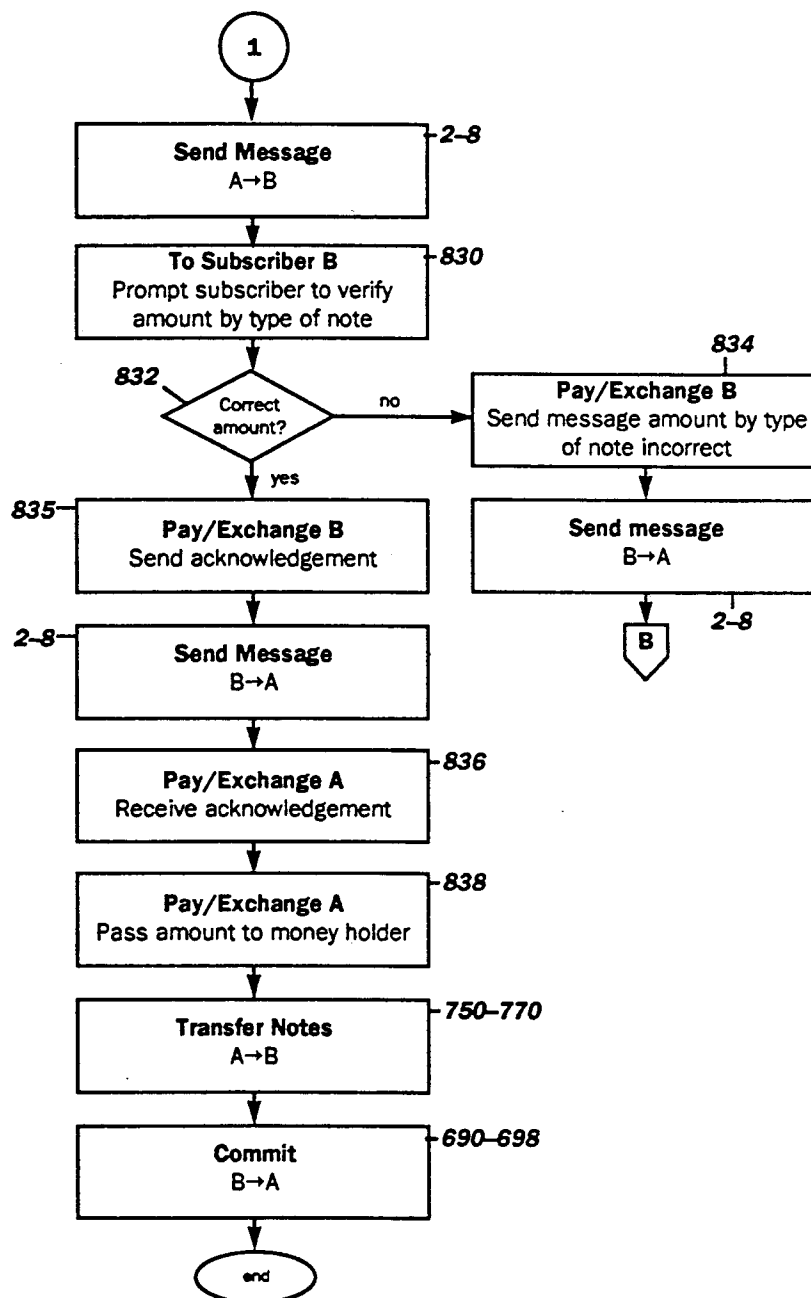 1
2–8
Send Message
A→B
830
To Subscriber B
Prompt subscriber to verify
amount by type of note
832
Correct
amount?
no
yes
834
Pay/Exchange B
Send message amount by type
of note incorrect
Send message
B→A
2–8
B
835
Pay/Exchange B
Send acknowledgement
2–8
Send Message
B→A
836
Pay/Exchange A
Receive acknowledgement
838
Pay/Exchange A
Pass amount to money holder
750–770
Transfer Notes
A→B
690–698
Commit
B→A
end